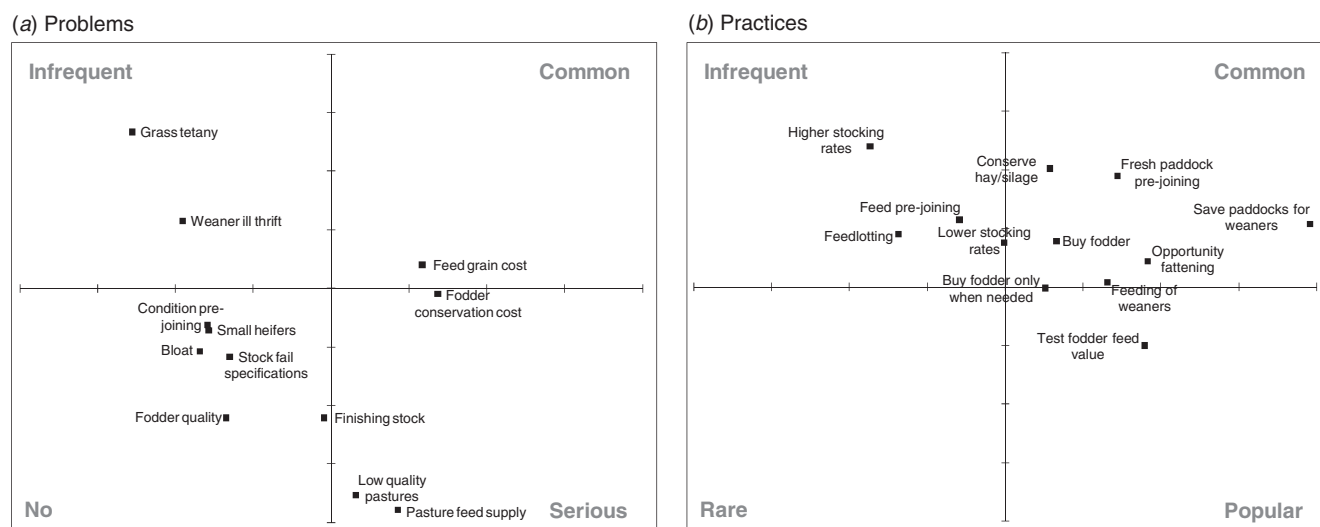 (a) Problems
Infrequent
Common
Grass tetany
Weaner ill thrift
Feed grain cost
Fodder
conservation cost
Condition pre-
joining
Small heifers
Bloat
Stock fail
specifications
Fodder quality
Finishing stock
Low quality
pastures
Pasture feed supply
No
Serious
(b) Practices
Infrequent
Common
Higher stocking
rates
Conserve
hay/silage
Fresh paddock
pre-joining
Save paddocks for
weaners
Feed pre-joining
Feedlotting
Lower stocking
rates
Buy fodder
Opportunity
fattening
Buy fodder only
when needed
Feeding of
weaners
Test fodder feed
value
Rare
Popular